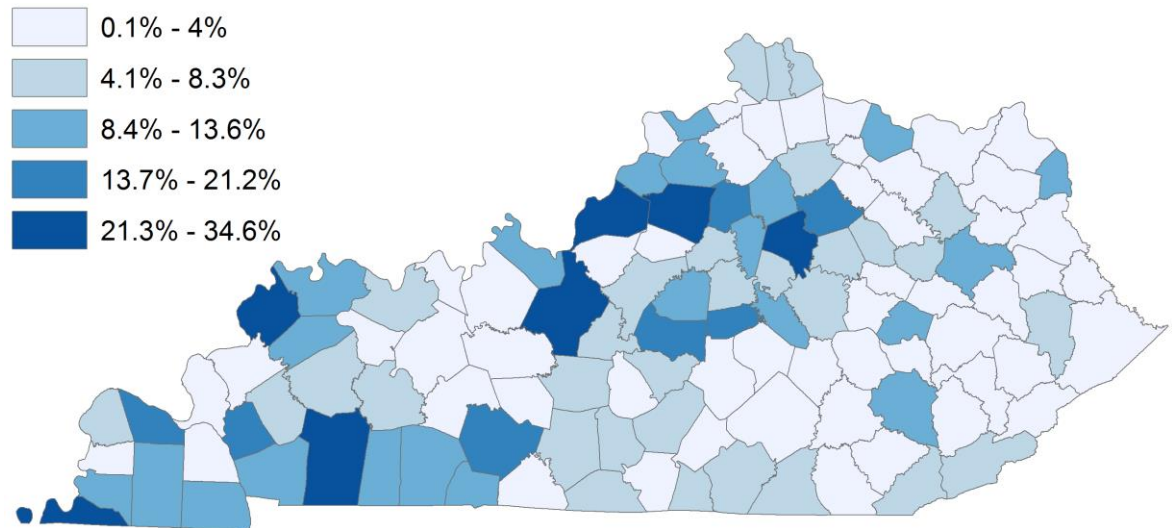 0.1% - 4%
4.1% - 8.3%
8.4% - 13.6%
13.7% - 21.2%
21.3% - 34.6%